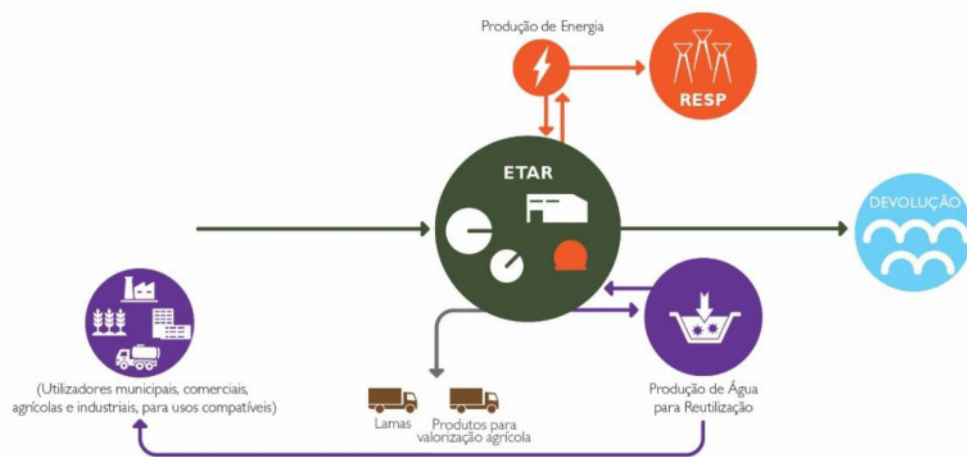 Produção de Energia
RESP
ETAR
DEVOLUÇÃO
(Utilizadores municipais, comerciais,
agrícolas e industriais, para usos compatíveis)
Lamas
Produtos para
valorização agrícola
Produção de Água
para Reutilização